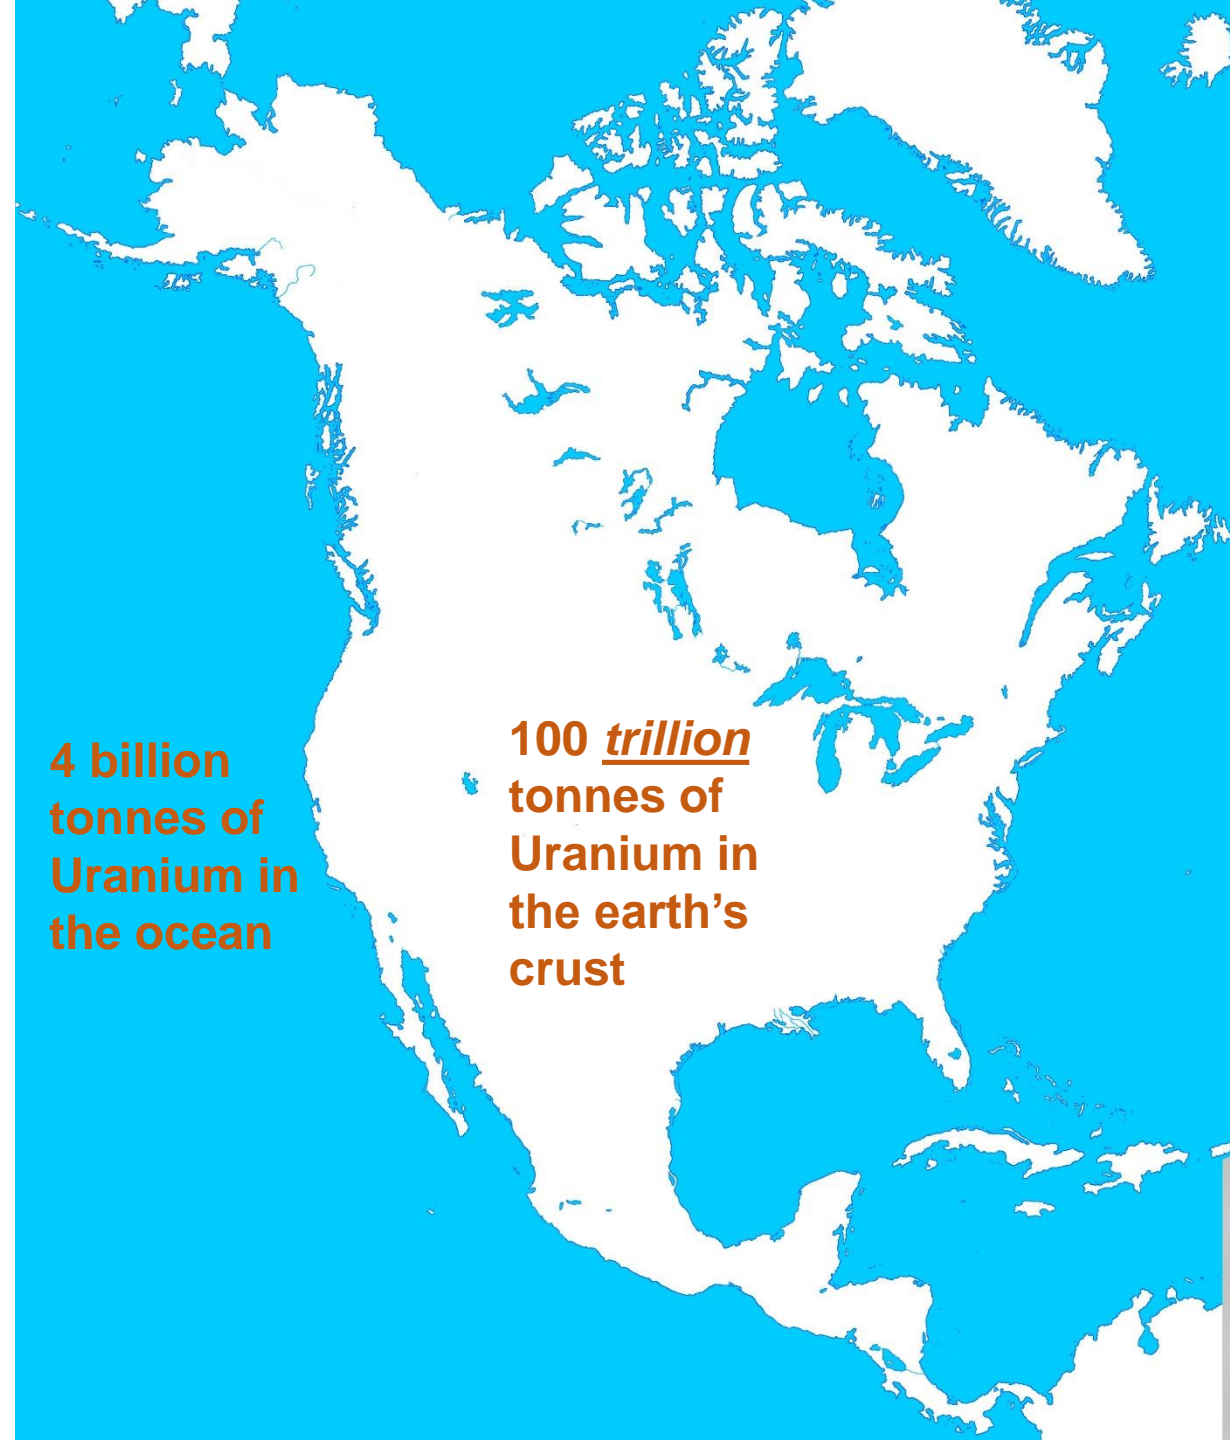 4 billion
tonnes of
Uranium in
the ocean
100 trillion
tonnes of
Uranium in
the earth’s
crust